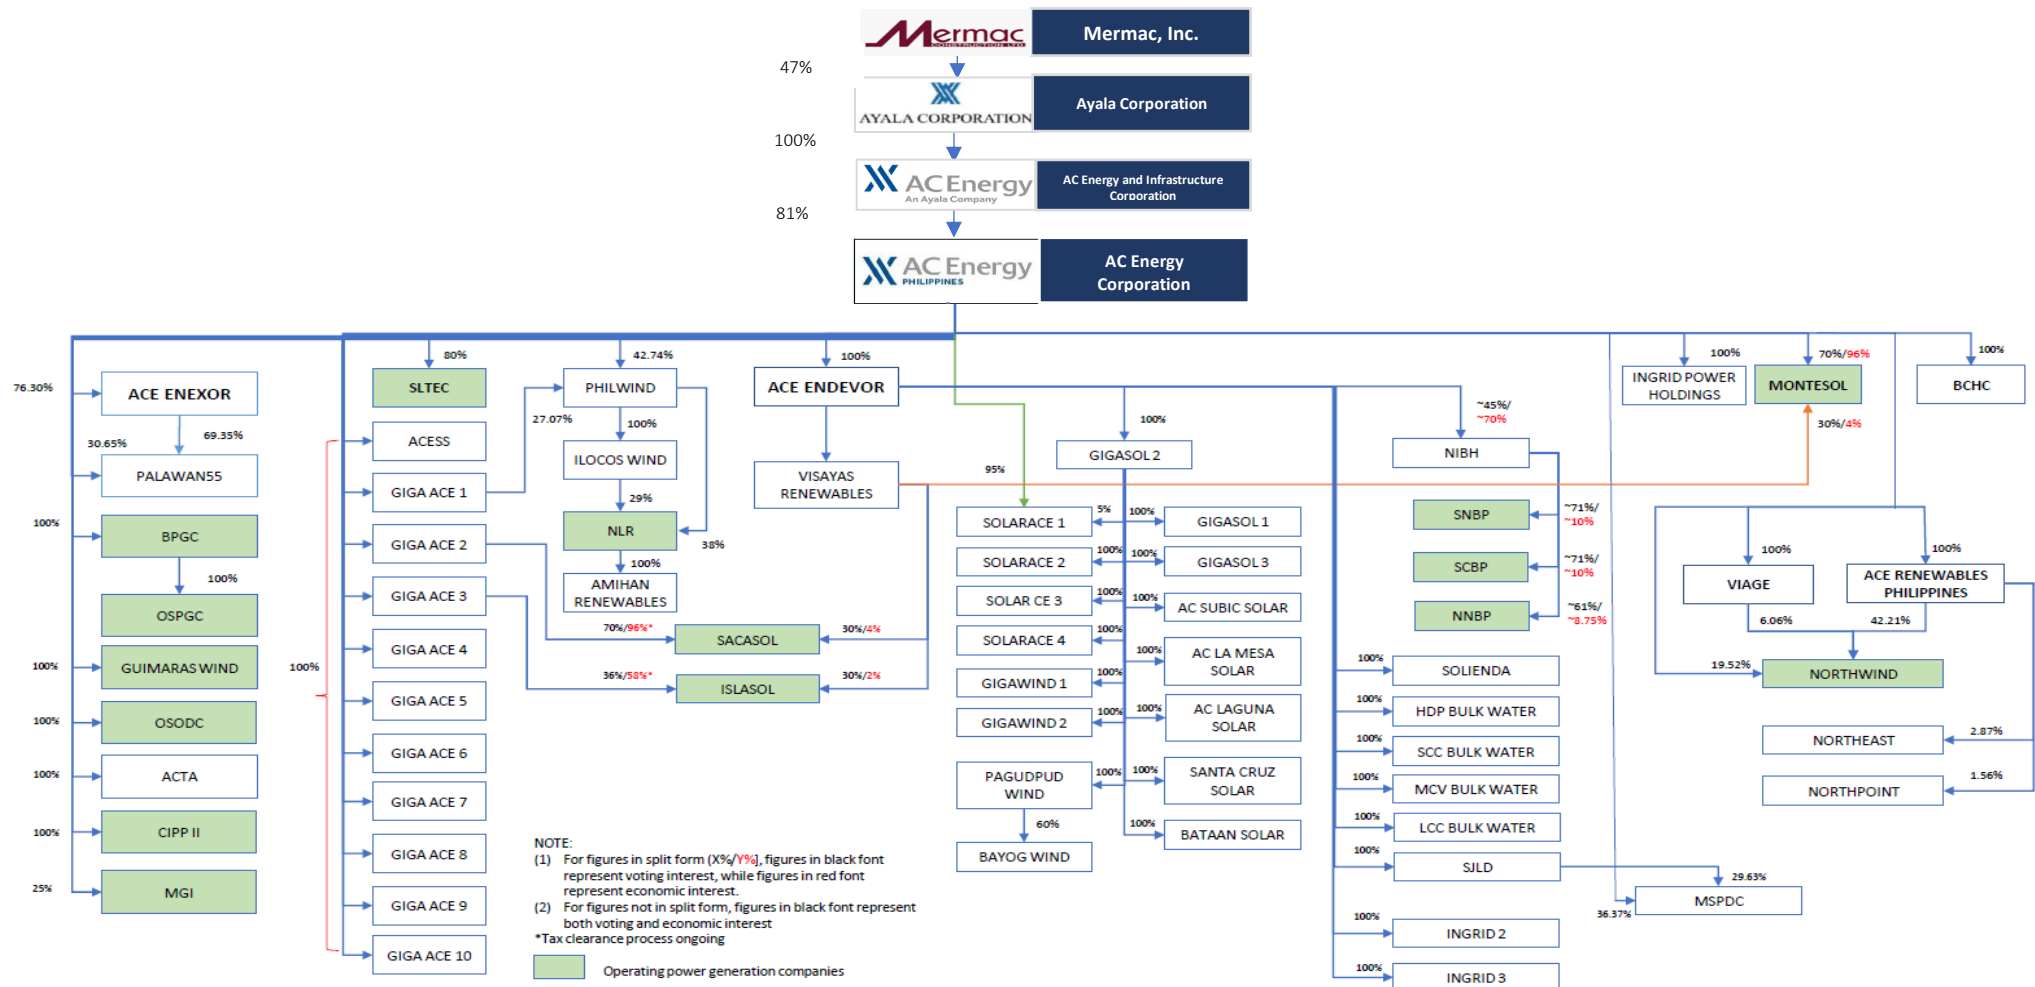 Mermac
CONSTRUCTION LTD.
Mermac, Inc.
47%
AYALA CORPORATION
Ayala Corporation
100%
AC Energy
An Ayala Company
AC Energy and Infrastructure
Corporation
81%
AC Energy
PHILIPPINES
AC Energy
Corporation
76.30%
ACE ENEXOR
30.65%
69.35%
PALAWAN55
100%
BPGC
100%
OSPGC
100%
GUIMARAS WIND
100%
OSODC
100%
ACTA
100%
CIPP II
25%
MGI
80%
SLTEC
100%
ACESS
GIGA ACE 1
GIGA ACE 2
GIGA ACE 3
GIGA ACE 4
GIGA ACE 5
GIGA ACE 6
GIGA ACE 7
GIGA ACE 8
GIGA ACE 9
GIGA ACE 10
42.74%
PHILWIND
27.07%
100%
ILOCOS WIND
29%
NLR
38%
100%
AMIHAN
RENEWABLES
70%/96%*
SACASOL
30%/4%
36%/58%*
ISLASOL
30%/2%
100%
ACE ENDEVOR
VISAYAS
RENEWABLES
95%
100%
GIGASOL 2
SOLARACE 1
5%
100%
GIGASOL 1
SOLARACE 2
100%
100%
GIGASOL 3
SOLAR CE 3
100%
100%
AC SUBIC SOLAR
SOLARACE 4
100%
100%
AC LA MESA
SOLAR
GIGAWIND 1
100%
GIGAWIND 2
100%
100%
AC LAGUNA
SOLAR
PAGUDPUD
WIND
100%
100%
SANTA CRUZ
SOLAR
60%
BAYOG WIND
100%
BATAAN SOLAR
~45%/
~70%
NIBH
SNBP
~71%/
~10%
SCBP
~71%/
~10%
NNBP
~61%/
~8.75%
100%
SOLIENDA
100%
HDP BULK WATER
100%
SCC BULK WATER
100%
MCV BULK WATER
100%
LCC BULK WATER
100%
SJLD
29.63%
36.37%
MSPDC
100%
INGRID 2
100%
INGRID 3
100%
INGRID POWER
HOLDINGS
70%/96%
MONTESOL
30%/4%
100%
BCHC
100%
VIAGE
100%
ACE RENEWABLES
PHILIPPINES
6.06%
42.21%
19.52%
NORTHWIND
NORTHEAST
2.87%
NORTHPOINT
1.56%
NOTE:
(1) For figures in split form (X%/Y%], figures in black font
represent voting interest, while figures in red font
represent economic interest.
(2) For figures not in split form, figures in black font represent
both voting and economic interest
*Tax clearance process ongoing
Operating power generation companies